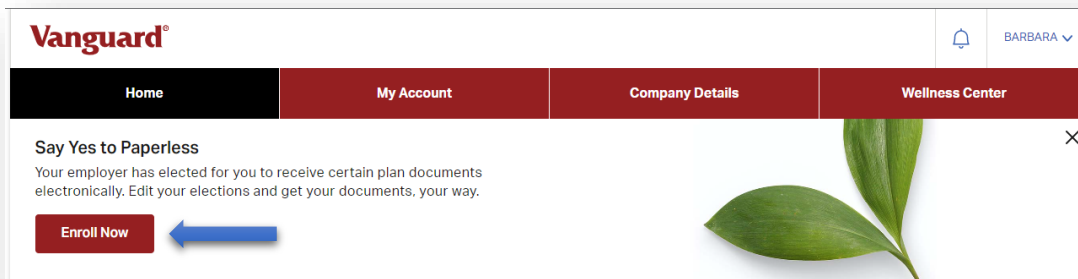 Vanguard®
BARBARA
Home
My Account
Company Details
Wellness Center
Say Yes to Paperless
Your employer has elected for you to receive certain plan documents
electronically. Edit your elections and get your documents, your way.
Enroll Now